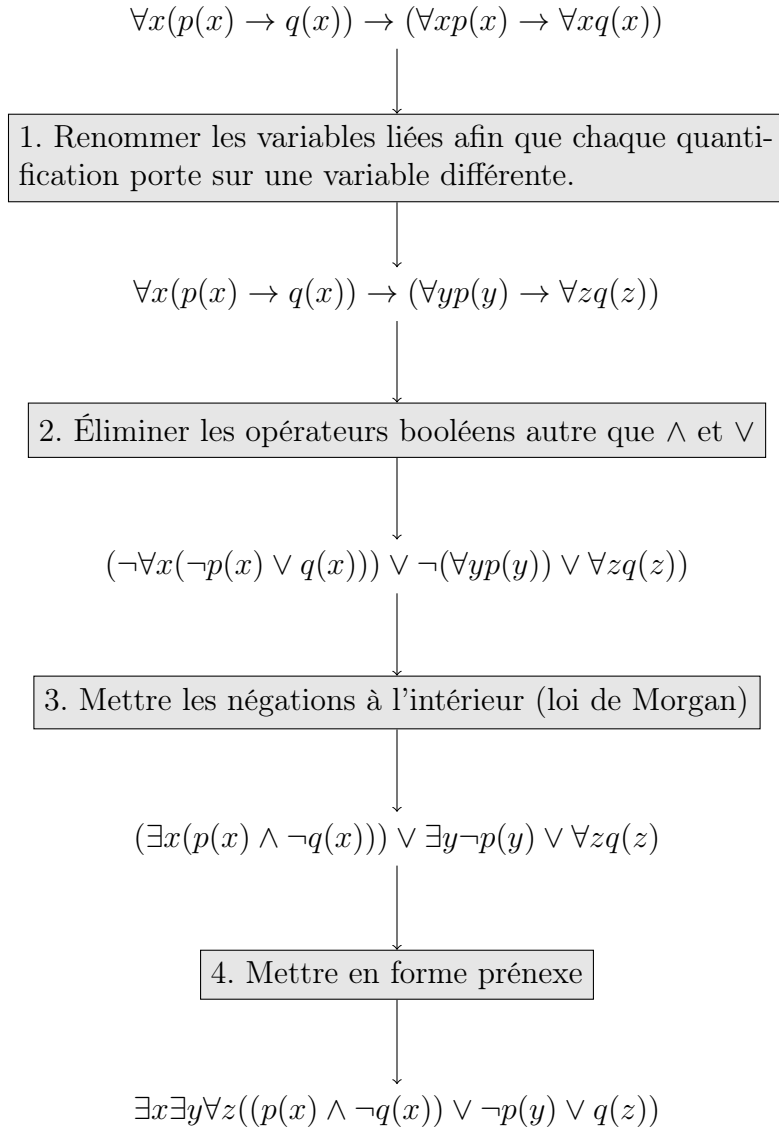 ∀x(p(x) → q(x)) → (∀xp(x) → ∀xq(x))
1. Renommer les variables liées afin que chaque quanti-
fication porte sur une variable différente.
∀x(p(x) → q(x)) → (∀yp(y) → ∀zq(z))
2. Éliminer les opérateurs booléens autre que ∧ et ∨
(¬∀x(¬p(x) ∨ q(x))) ∨ ¬(∀yp(y)) ∨ ∀zq(z))
3. Mettre les négations à l'intérieur (loi de Morgan)
(∃x(p(x) ∧ ¬q(x))) ∨ ∃y¬p(y) ∨ ∀zq(z)
4. Mettre en forme prénexe
∃x∃y∀z((p(x) ∧ ¬q(x)) ∨ ¬p(y) ∨ q(z))